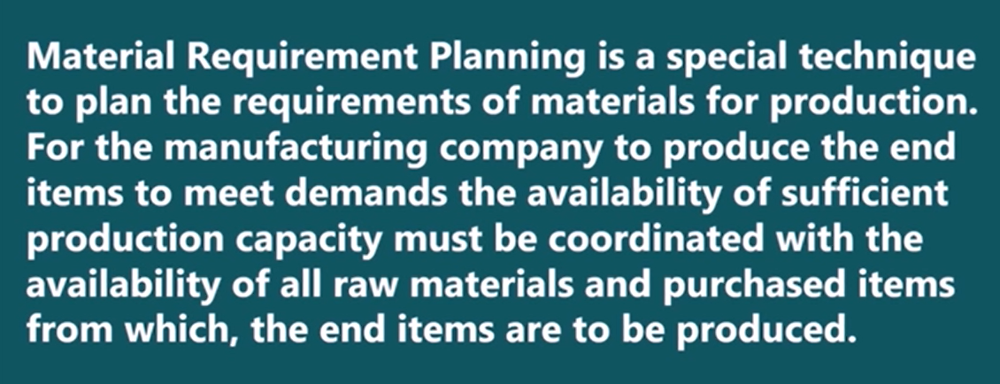 Material Requirement Planning is a special technique
to plan the requirements of materials for production.
For the manufacturing company to produce the end
items to meet demands the availability of sufficient
production capacity must be coordinated with the
availability of all raw materials and purchased items
from which, the end items are to be produced.